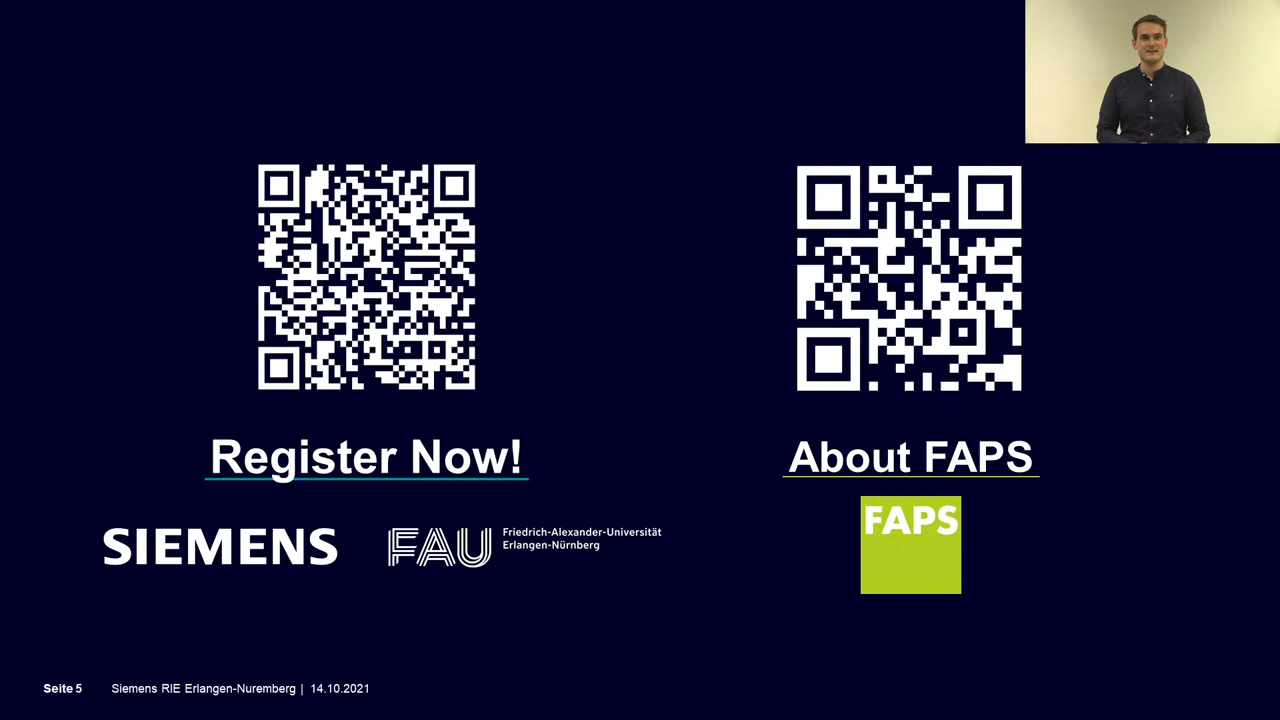 Register Now!
About FAPS
SIEMENS
FAU
Friedrich-Alexander-Universität
Erlangen-Nürnberg
FAPS
Seite 5
Siemens RIE Erlangen-Nuremberg | 14.10.2021